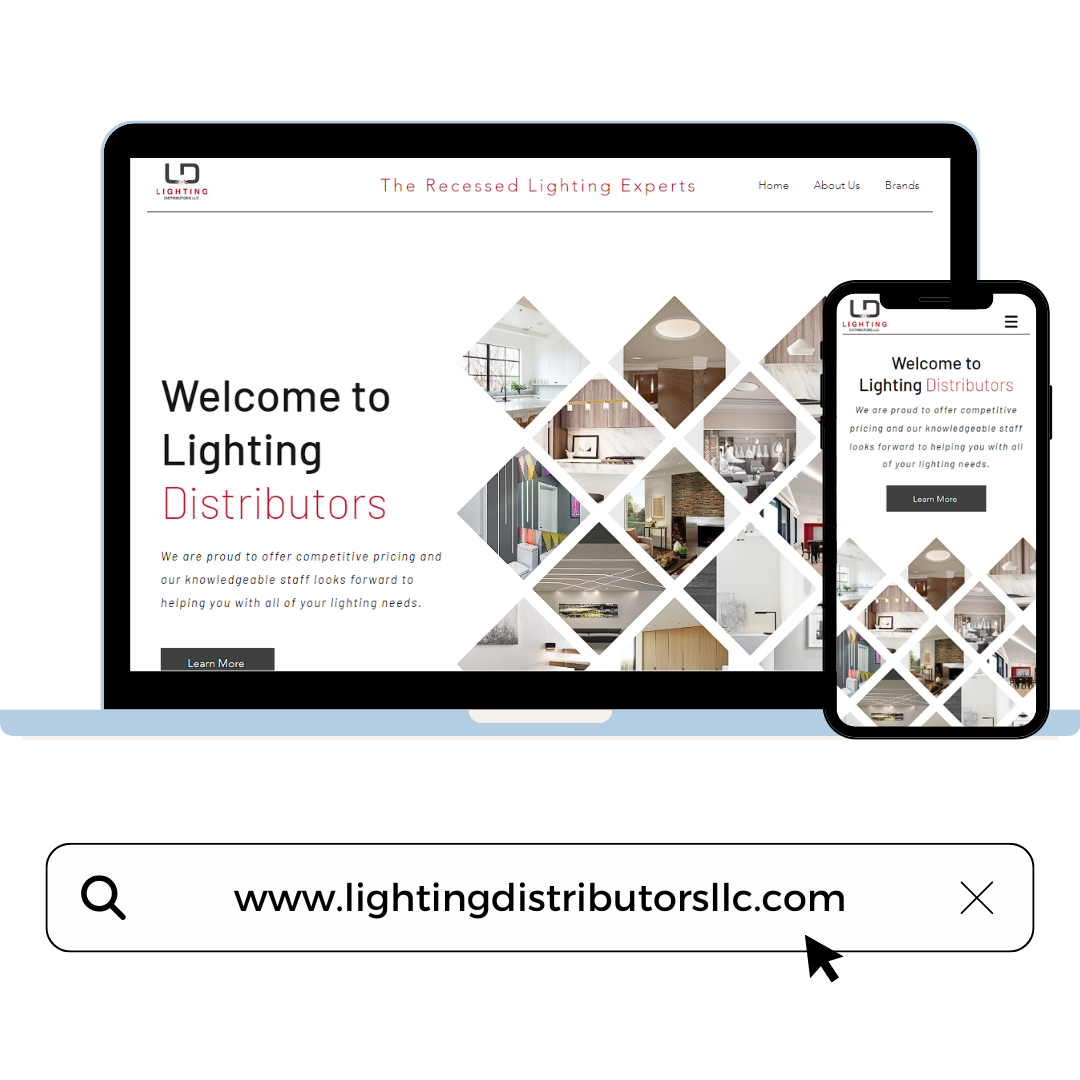 LD
LIGHTING
DISTRIBUTORS LLC
The Recessed Lighting Experts
Home
About Us
Brands
Welcome to
Lighting
Distributors
We are proud to offer competitive pricing and
our knowledgeable staff looks forward to
helping you with all of your lighting needs.
Learn More
LD
LIGHTING
DISTRIBUTORS LLC
Welcome to
Lighting Distributors
We are proud to offer competitive
pricing and our knowledgeable staff
looks forward to helping you with all
of your lighting needs.
Learn More
www.lightingdistributorsllc.com